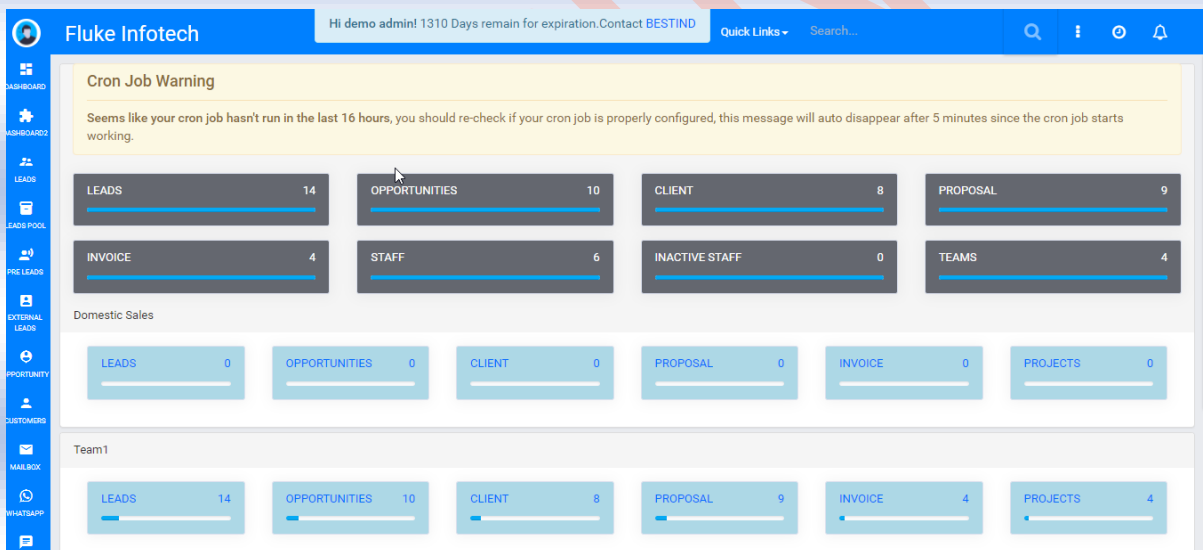 Hi demo admin! 1310 Days remain for expiration.Contact BESTIND
Fluke Infotech
Quick Links
Search...
DASHBOARD
DASHBOARD2
LEADS
LEADS POOL
PRE LEADS
EXTERNAL
LEADS
OPPORTUNITY
CUSTOMERS
MAILBOX
WHATSAPP
Cron Job Warning
Seems like your cron job hasn't run in the last 16 hours, you should re-check if your cron job is properly configured, this message will auto disappear after 5 minutes since the cron job starts
working.
LEADS 14 OPPORTUNITIES 10 CLIENT 8 PROPOSAL 9
INVOICE 4 STAFF 6 INACTIVE STAFF 0 TEAMS 4
Domestic Sales
LEADS 0 OPPORTUNITIES 0 CLIENT 0 PROPOSAL 0 INVOICE 0 PROJECTS 0
Team1
LEADS 14 OPPORTUNITIES 10 CLIENT 8 PROPOSAL 9 INVOICE 4 PROJECTS 4